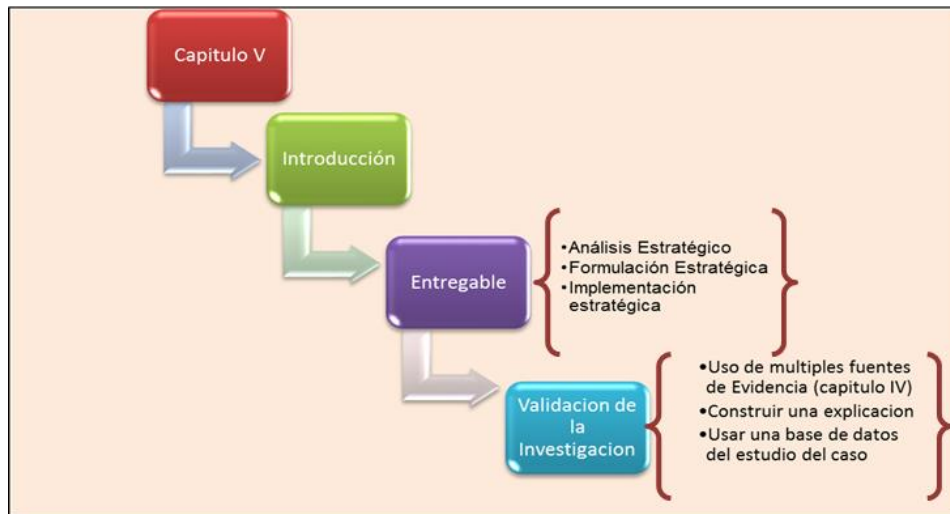 Capitulo V
Introducción
Entregable
•Análisis Estratégico
•Formulación Estratégica
•Implementación
estratégica
Validacion de
la
Investigacion
•Uso de multiples fuentes
de Evidencia (capitulo IV)
•Construir una explicacion
•Usar una base de datos
del estudio del caso